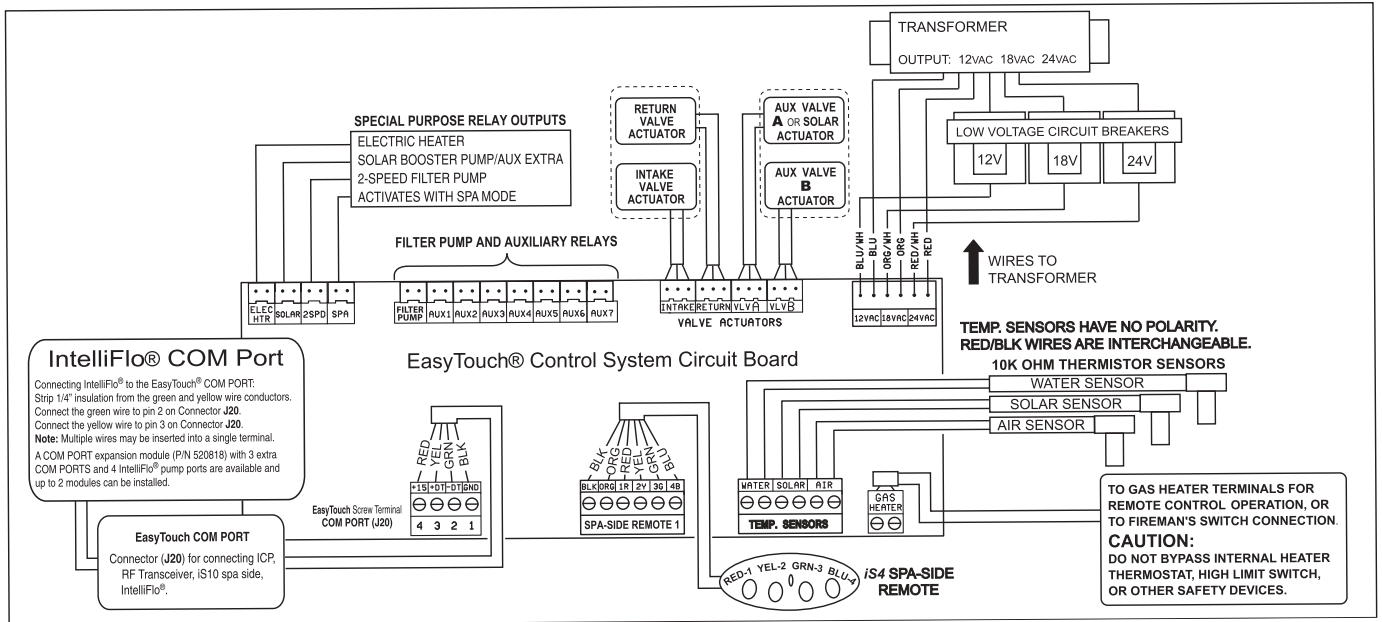 TRANSFORMER
OUTPUT: 12VAC 18VAC 24VAC
LOW VOLTAGE CIRCUIT BREAKERS
12V 18V 24V
BLU/WH BLU ORG/WH ORG RED/WH RED
WIRES TO
TRANSFORMER
12VAC 18VAC 24VAC
SPECIAL PURPOSE RELAY OUTPUTS
ELECTRIC HEATER
SOLAR BOOSTER PUMP/AUX EXTRA
2-SPEED FILTER PUMP
ACTIVATES WITH SPA MODE
RETURN
VALVE
ACTUATOR
INTAKE
VALVE
ACTUATOR
AUX VALVE
A OR SOLAR
ACTUATOR
AUX VALVE
B
ACTUATOR
FILTER PUMP AND AUXILIARY RELAYS
ELEC
HTR SOLAR 2SPD SPA
FILTER
PUMP AUX1 AUX2 AUX3 AUX4 AUX5 AUX6 AUX7
INTAKE RETURN VLVA VLVB
VALVE ACTUATORS
EasyTouch® Control System Circuit Board
TEMP. SENSORS HAVE NO POLARITY.
RED/BLK WIRES ARE INTERCHANGEABLE.
10K OHM THERMISTOR SENSORS
WATER SENSOR
SOLAR SENSOR
AIR SENSOR
IntelliFlo® COM Port
Connecting IntelliFlo® to the EasyTouch® COM PORT:
Strip 1/4" insulation from the green and yellow wire conductors.
Connect the green wire to pin 2 on Connector J20.
Connect the yellow wire to pin 3 on Connector J20.
Note: Multiple wires may be inserted into a single terminal.
A COM PORT expansion module (P/N 520818) with 3 extra
COM PORTS and 4 IntelliFlo® pump ports are available and
up to 2 modules can be installed.
EasyTouch COM PORT
Connector (J20) for connecting ICP,
RF Transceiver, iS10 spa side,
IntelliFlo®.
RED YEL GRN BLK
+15 +DT -DT GND
EasyTouch Screw Terminal
COM PORT (J20)
4 3 2 1
BLK ORG RED YEL GRN BLU
BLK ORG 1R 2Y 3G 4B
SPA-SIDE REMOTE 1
WATER SOLAR AIR
TEMP. SENSORS
GAS
HEATER
RED-1 YEL-2 GRN-3 BLU-4
iS4 SPA-SIDE
REMOTE
TO GAS HEATER TERMINALS FOR
REMOTE CONTROL OPERATION, OR
TO FIREMAN'S SWITCH CONNECTION.
CAUTION:
DO NOT BYPASS INTERNAL HEATER
THERMOSTAT, HIGH LIMIT SWITCH,
OR OTHER SAFETY DEVICES.